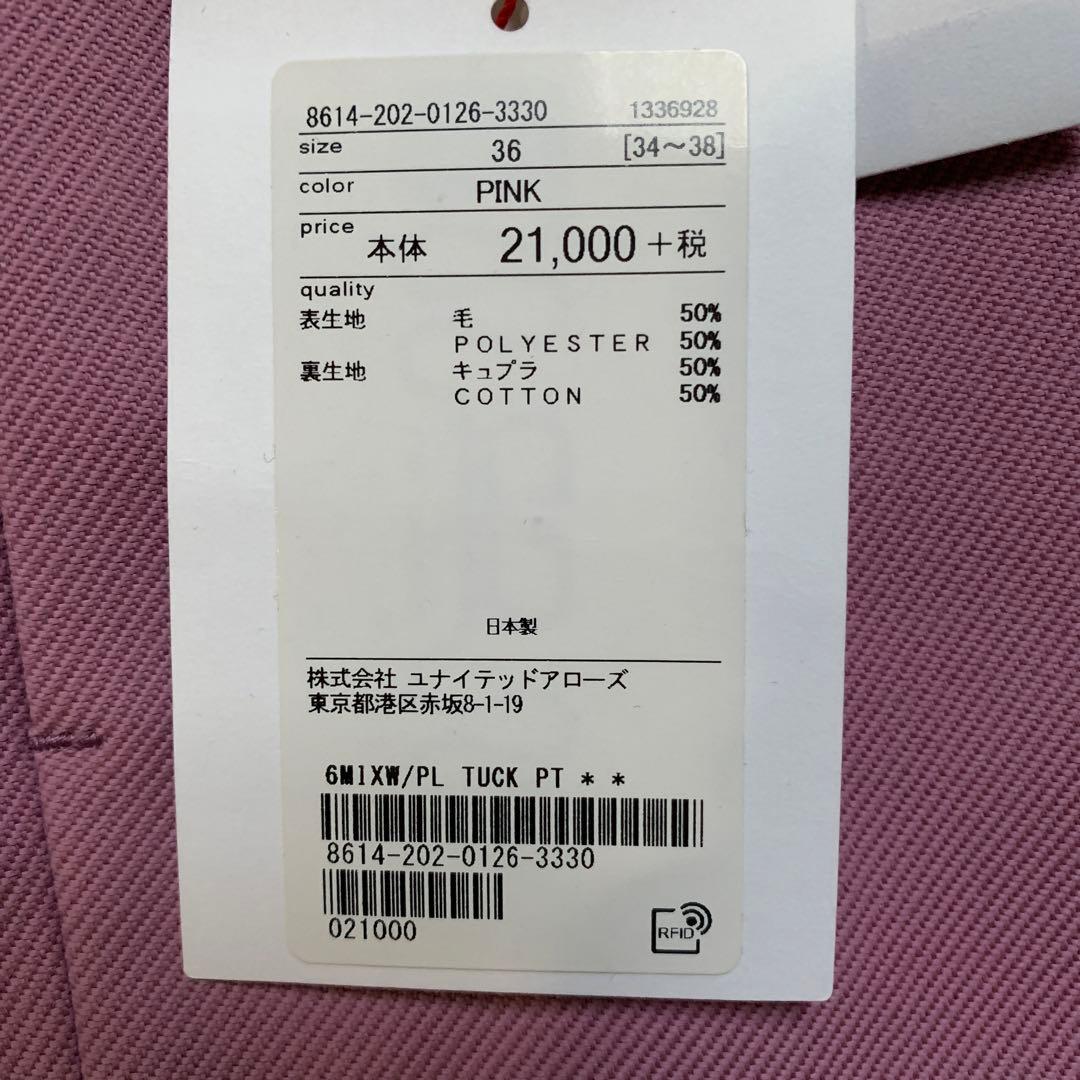 8614-202-0126-3330 1336928
size 36 [34～38]
color PINK
price 本体 21,000＋税
quality
表生地 毛 50%
POLYESTER 50%
裏生地 キュプラ 50%
COTTON 50%
日本製
株式会社 ユナイテッドアローズ
東京都港区赤坂8-1-19
6MIXW/PL TUCK PT * *
8614-202-0126-3330
021000
RFID